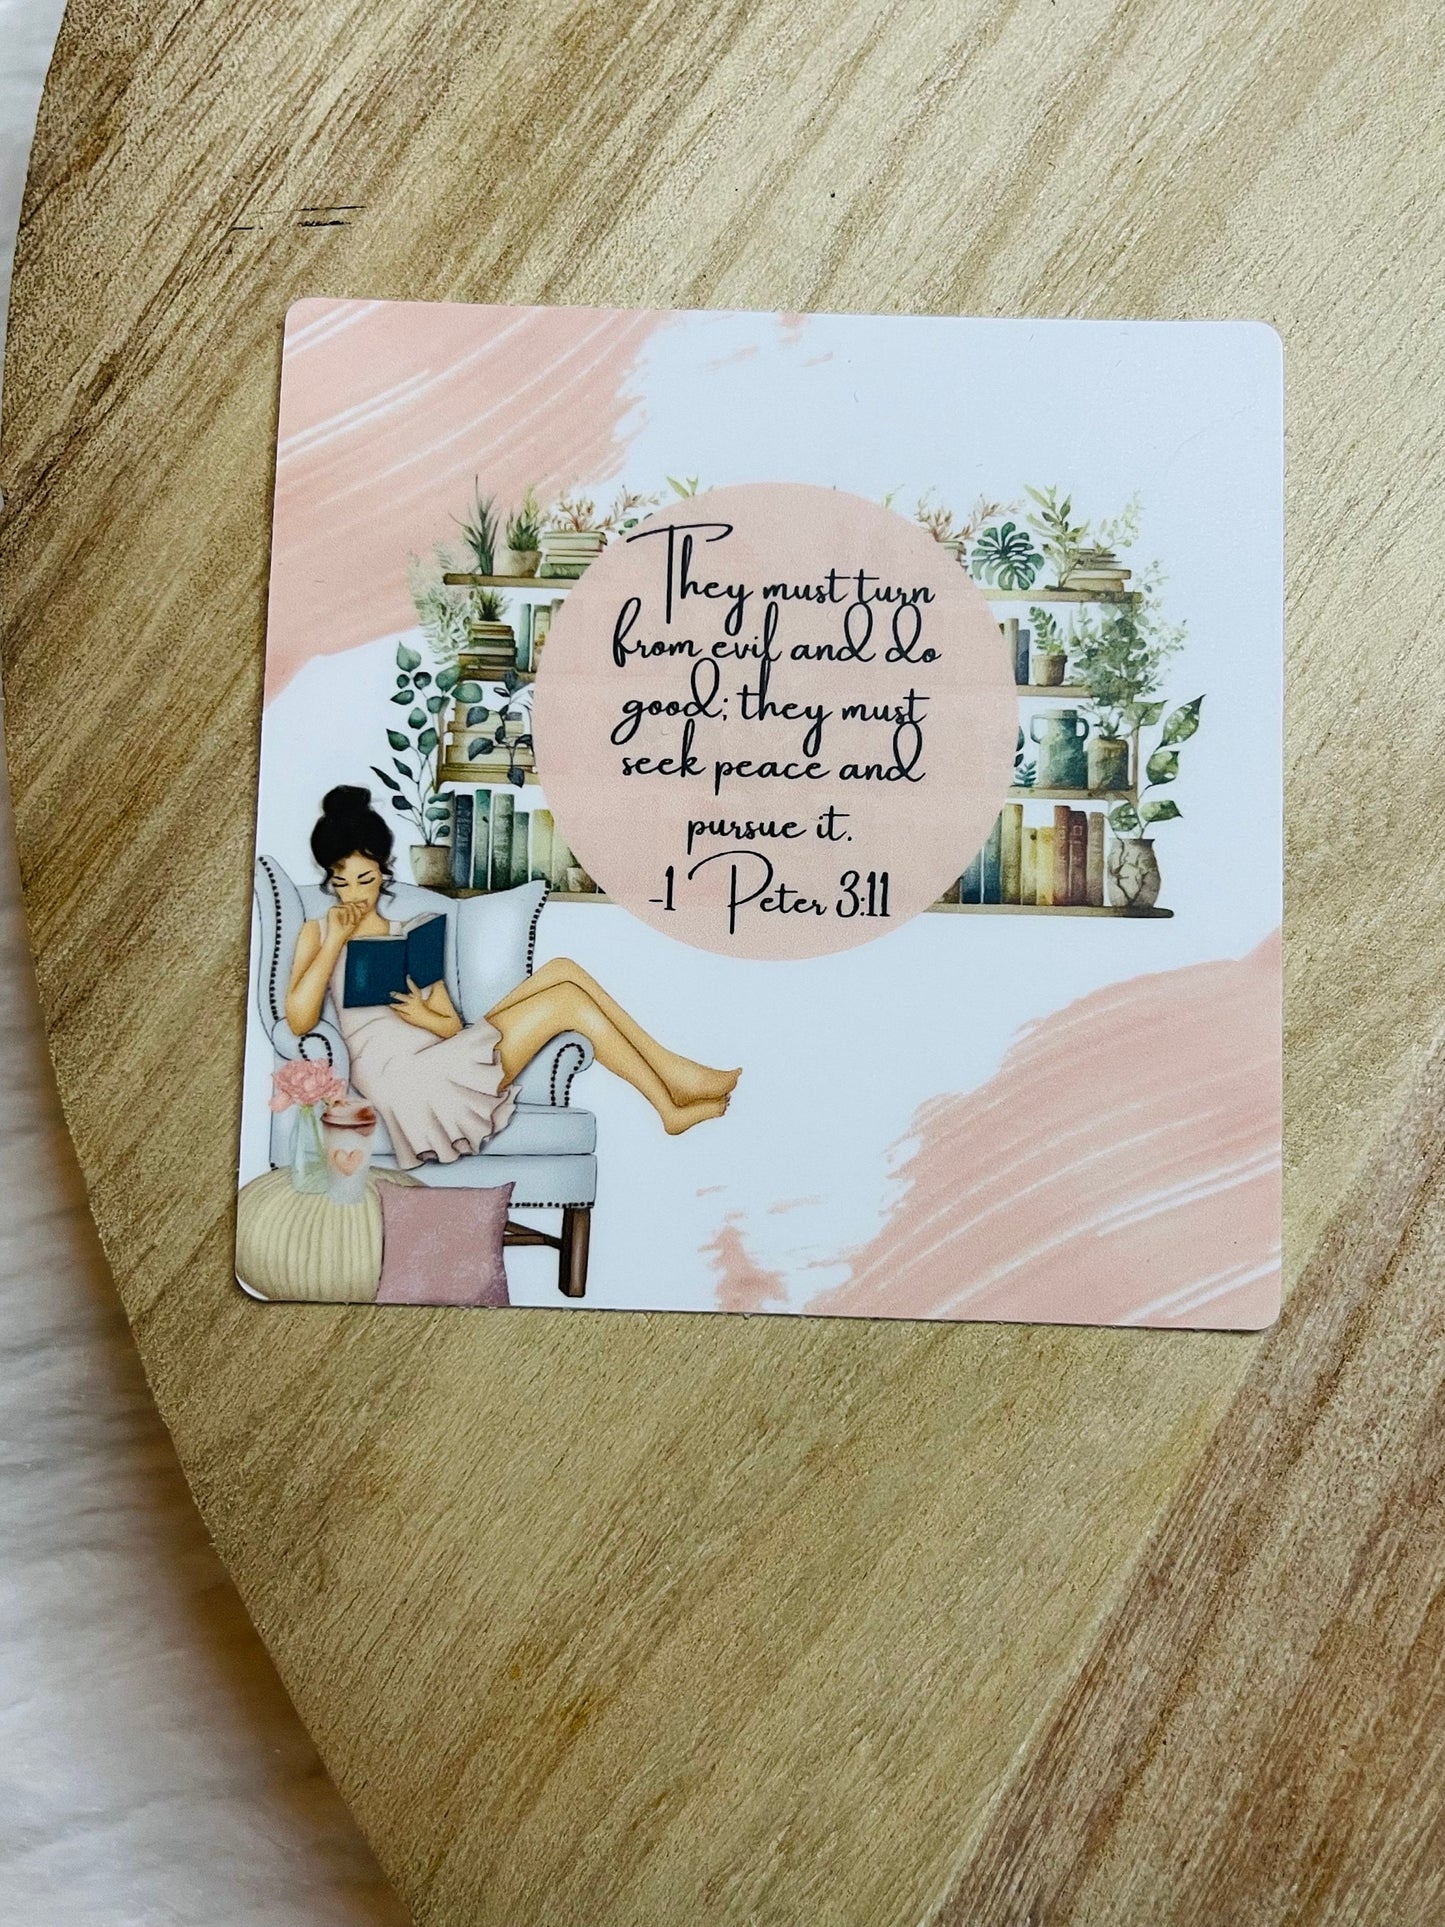 They must turn
from evil and do
good; they must
seek peace and
pursue it.
-1 Peter 3:11